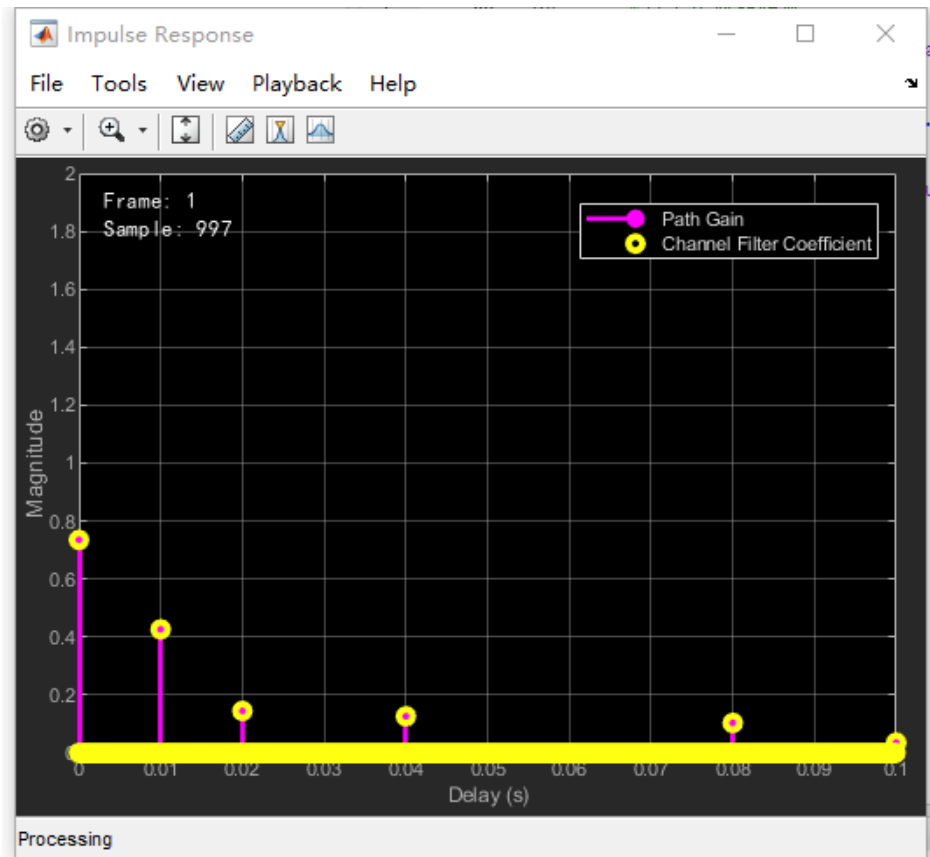 Impulse Response
File Tools View Playback Help
Frame: 1
Sample: 997
Path Gain
Channel Filter Coefficient
2
1.8
1.6
1.4
1.2
1
0.8
0.6
0.4
0.2
0
Magnitude
0 0.01 0.02 0.03 0.04 0.05 0.06 0.07 0.08 0.09 0.1
Delay (s)
Processing